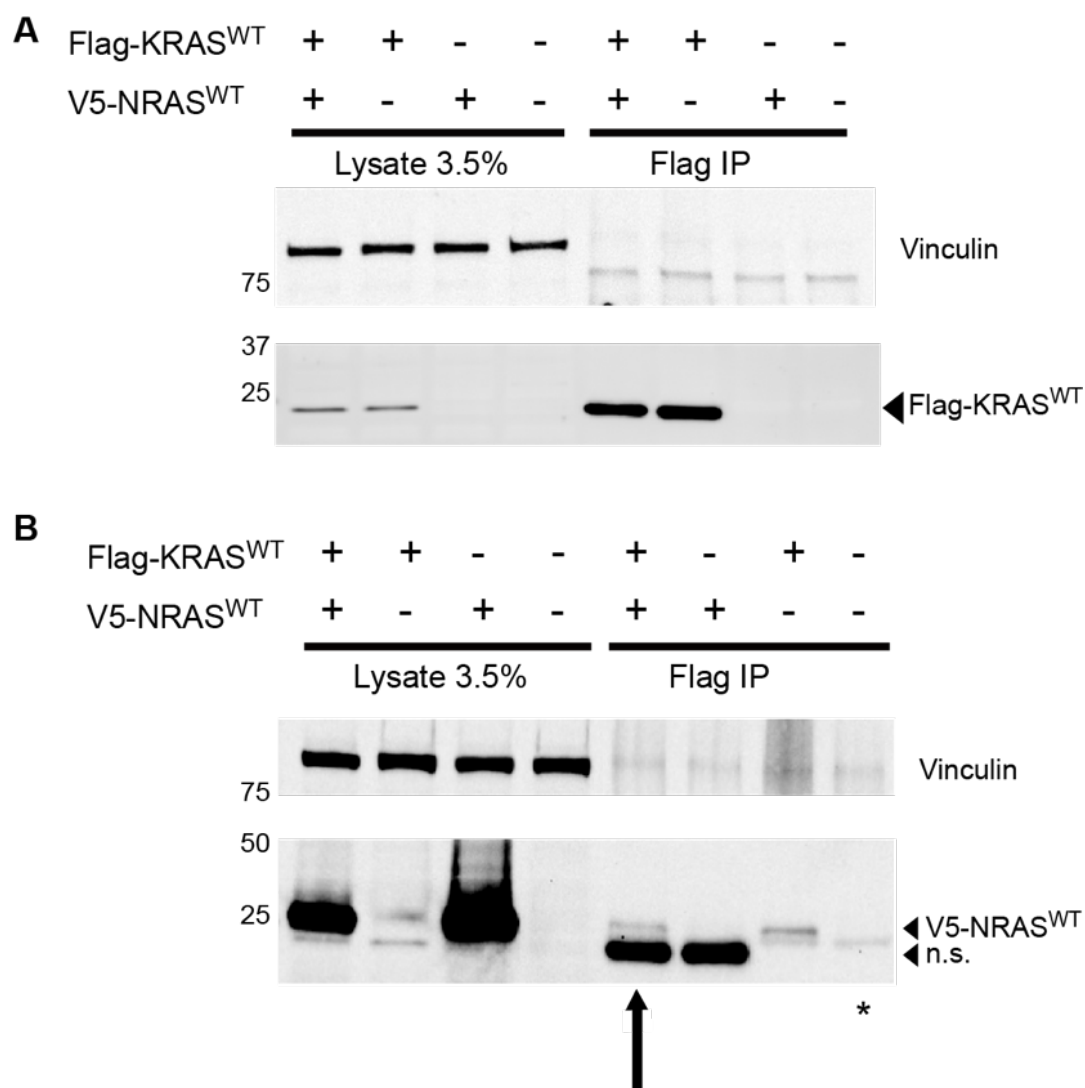 A
Flag-KRASWT + + - - + + - -
V5-NRASWT + - + - + - + -
Lysate 3.5% Flag IP
Vinculin
75
37
25
Flag-KRASWT
B
Flag-KRASWT + + - - + - + -
V5-NRASWT + - + - + + - -
Lysate 3.5% Flag IP
Vinculin
75
50
25
V5-NRASWT
n.s.
*